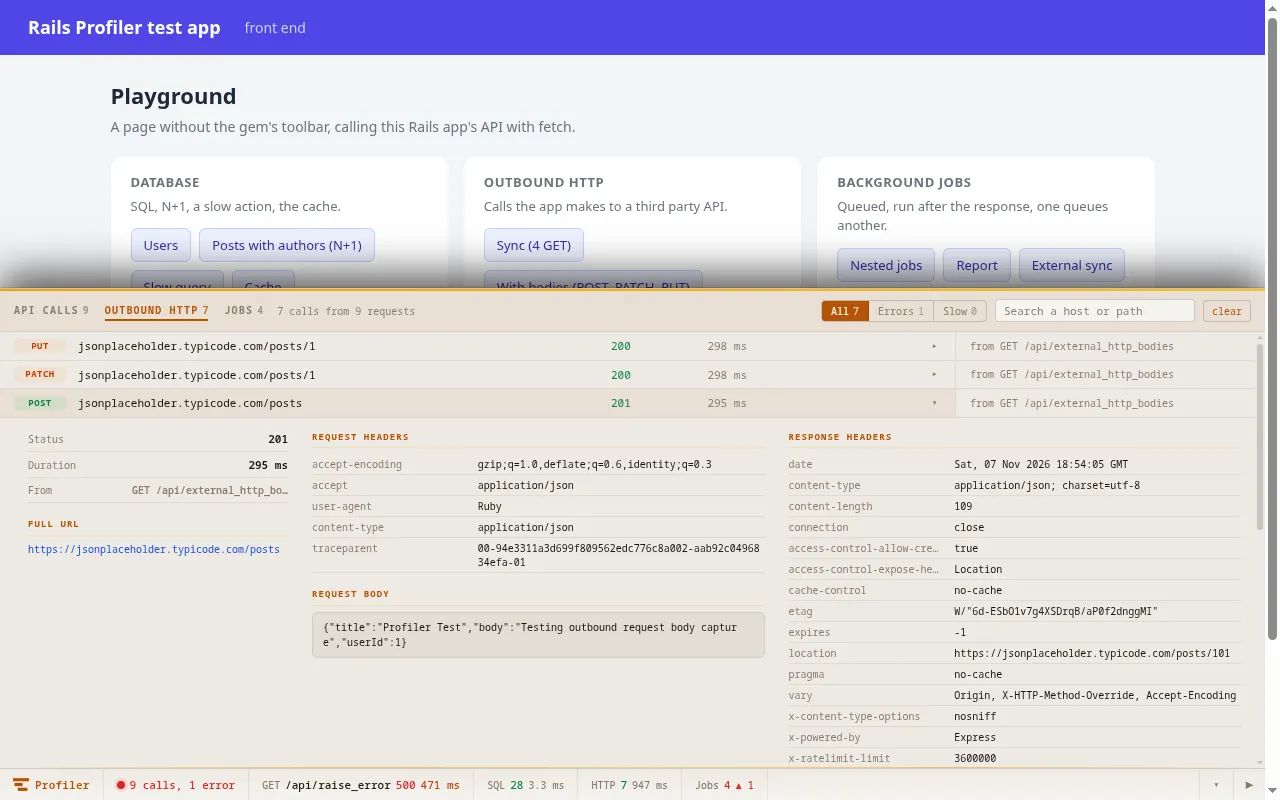 Rails Profiler test app front end
Playground
A page without the gem's toolbar, calling this Rails app's API with fetch.
DATABASE
SQL, N+1, a slow action, the cache.
Users Posts with authors (N+1)
Slow query Cache
OUTBOUND HTTP
Calls the app makes to a third party API.
Sync (4 GET)
With bodies (POST, PATCH, PUT)
BACKGROUND JOBS
Queued, run after the response, one queues
another.
Nested jobs Report External sync
API CALLS 9 OUTBOUND HTTP 7 JOBS 4 7 calls from 9 requests All 7 Errors 1 Slow 0 Search a host or path clear
PUT jsonplaceholder.typicode.com/posts/1 200 298 ms ▸ from GET /api/external_http_bodies
PATCH jsonplaceholder.typicode.com/posts/1 200 298 ms ▸ from GET /api/external_http_bodies
POST jsonplaceholder.typicode.com/posts 201 295 ms ▾ from GET /api/external_http_bodies
Status 201
Duration 295 ms
From GET /api/external_http_bo…
FULL URL
https://jsonplaceholder.typicode.com/posts
REQUEST HEADERS
accept-encoding gzip;q=1.0,deflate;q=0.6,identity;q=0.3
accept application/json
user-agent Ruby
content-type application/json
traceparent 00-94e3311a3d699f809562edc776c8a002-aab92c04968
34efa-01
REQUEST BODY
{"title":"Profiler Test","body":"Testing outbound request body captur
e","userId":1}
RESPONSE HEADERS
date Sat, 07 Nov 2026 18:54:05 GMT
content-type application/json; charset=utf-8
content-length 109
connection close
access-control-allow-cre… true
access-control-expose-he… Location
cache-control no-cache
etag W/"6d-ESbO1v7g4XSDrqB/aP0f2dnggMI"
expires -1
location https://jsonplaceholder.typicode.com/posts/101
pragma no-cache
vary Origin, X-HTTP-Method-Override, Accept-Encoding
x-content-type-options nosniff
x-powered-by Express
x-ratelimit-limit 3600000
Profiler 9 calls, 1 error GET /api/raise_error 500 471 ms SQL 28 3.3 ms HTTP 7 947 ms Jobs 4 ▲ 1 ▾ ▶